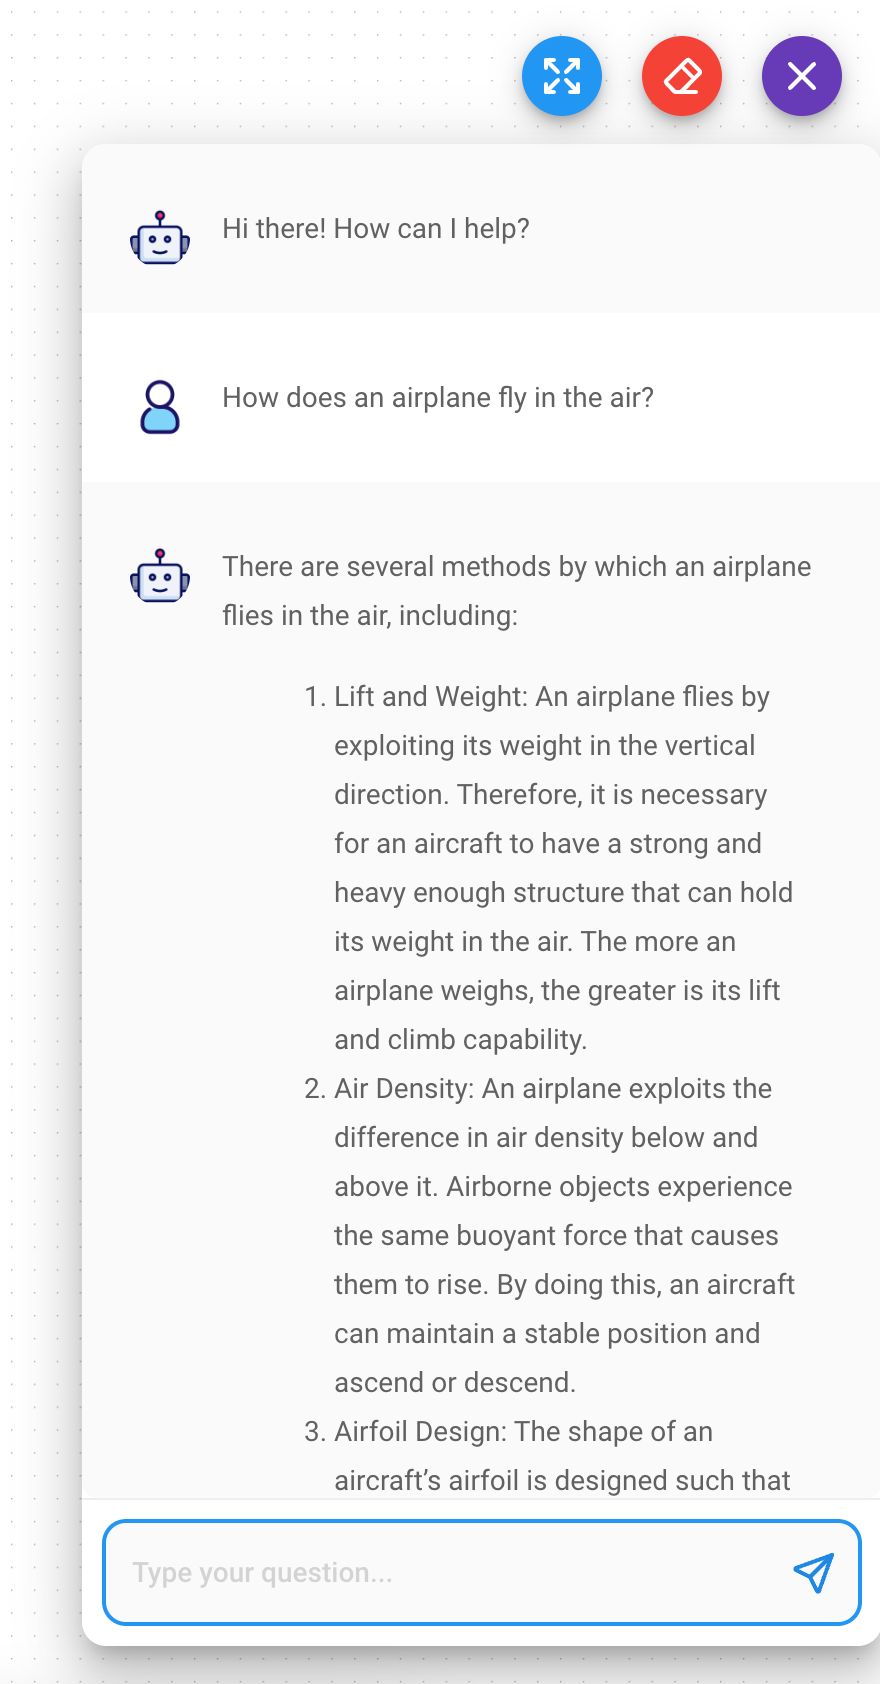 Hi there! How can I help?
How does an airplane fly in the air?
There are several methods by which an airplane
flies in the air, including:
1. Lift and Weight: An airplane flies by
exploiting its weight in the vertical
direction. Therefore, it is necessary
for an aircraft to have a strong and
heavy enough structure that can hold
its weight in the air. The more an
airplane weighs, the greater is its lift
and climb capability.
2. Air Density: An airplane exploits the
difference in air density below and
above it. Airborne objects experience
the same buoyant force that causes
them to rise. By doing this, an aircraft
can maintain a stable position and
ascend or descend.
3. Airfoil Design: The shape of an
aircraft’s airfoil is designed such that
Type your question...